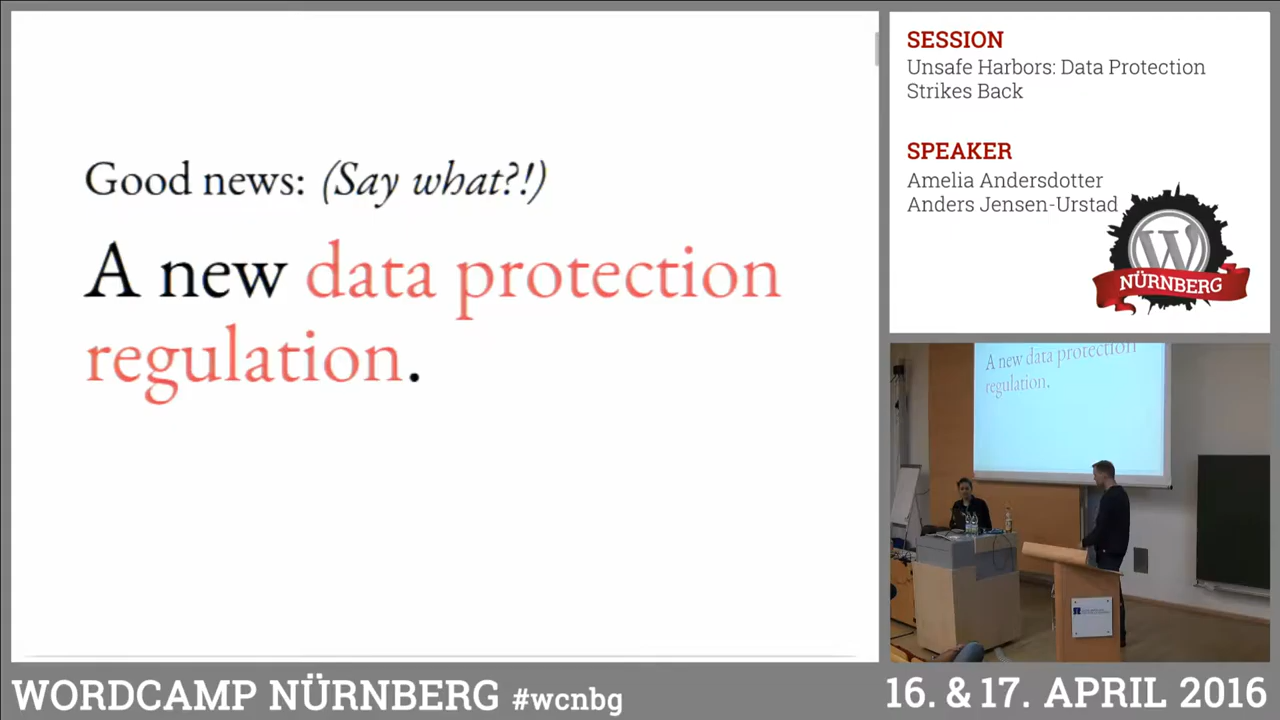 Good news: (Say what?!)
A new data protection
regulation.
SESSION
Unsafe Harbors: Data Protection
Strikes Back
SPEAKER
Amelia Andersdotter
Anders Jensen-Urstad
W
NÜRNBERG
A new data protection
regulation.
WORDCAMP NÜRNBERG #wcnbg
16. & 17. APRIL 2016